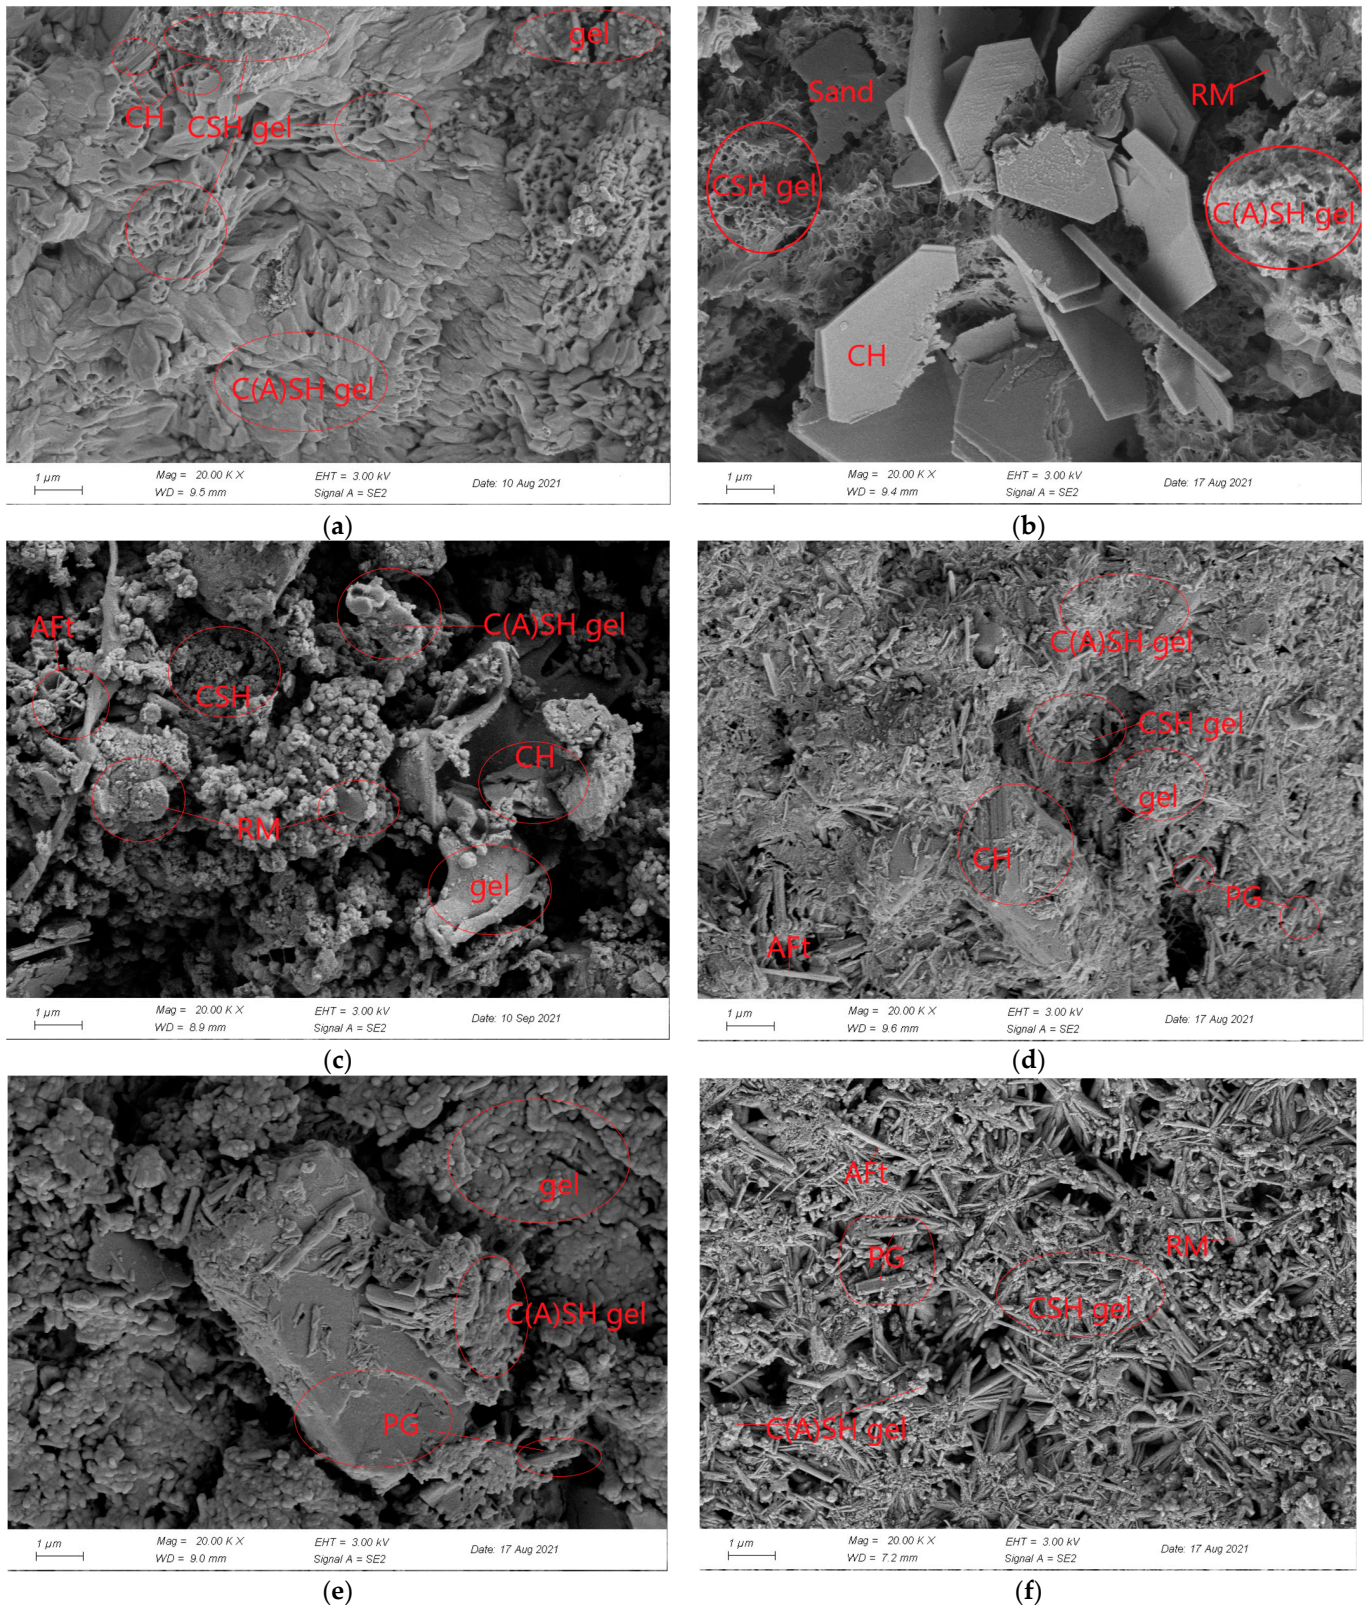 gel
CH
CSH gel
C(A)SH gel
1 µm
Mag = 20.00 K X
EHT = 3.00 kV
Date: 10 Aug 2021
WD = 9.5 mm
Signal A = SE2
(a)
Sand
RM
CSH gel
C(A)SH gel
CH
1 µm
Mag = 20.00 K X
EHT = 3.00 kV
Date: 17 Aug 2021
WD = 9.4 mm
Signal A = SE2
(b)
AFt
C(A)SH gel
CSH
CH
RM
gel
1 µm
Mag = 20.00 K X
EHT = 3.00 kV
Date: 10 Sep 2021
WD = 8.9 mm
Signal A = SE2
(c)
C(A)SH gel
CSH gel
gel
CH
PG
AFt
1 µm
Mag = 20.00 K X
EHT = 3.00 kV
Date: 17 Aug 2021
WD = 9.6 mm
Signal A = SE2
(d)
gel
C(A)SH gel
PG
1 µm
Mag = 20.00 K X
EHT = 3.00 kV
Date: 17 Aug 2021
WD = 9.0 mm
Signal A = SE2
(e)
AFt
RM
PG
CSH gel
C(A)SH gel
1 µm
Mag = 20.00 K X
EHT = 3.00 kV
Date: 17 Aug 2021
WD = 7.2 mm
Signal A = SE2
(f)